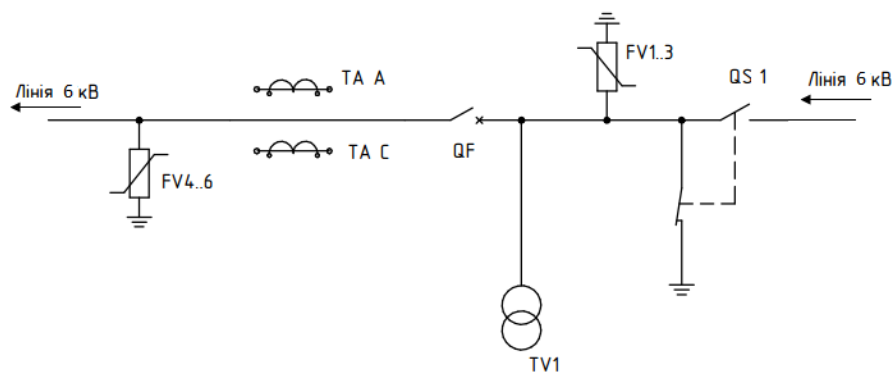 FV1..3
QS 1
Лінія 6 кВ
Лінія 6 кВ
TA A
TA C
QF
FV4..6
TV1